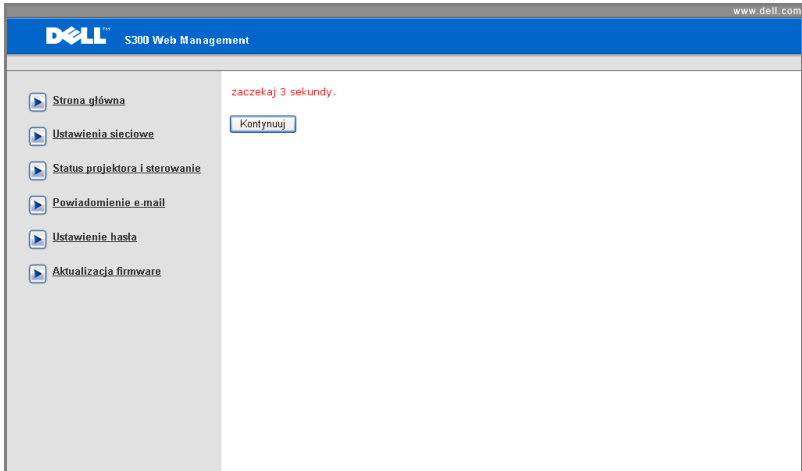 www.dell.com
DELL™ S300 Web Management
Strona główna
Ustawienia sieciowe
Status projektora i sterowanie
Powiadomienie e-mail
Ustawienie hasła
Aktualizacja firmware
zaczekaj 3 sekundy.
Kontynuuj